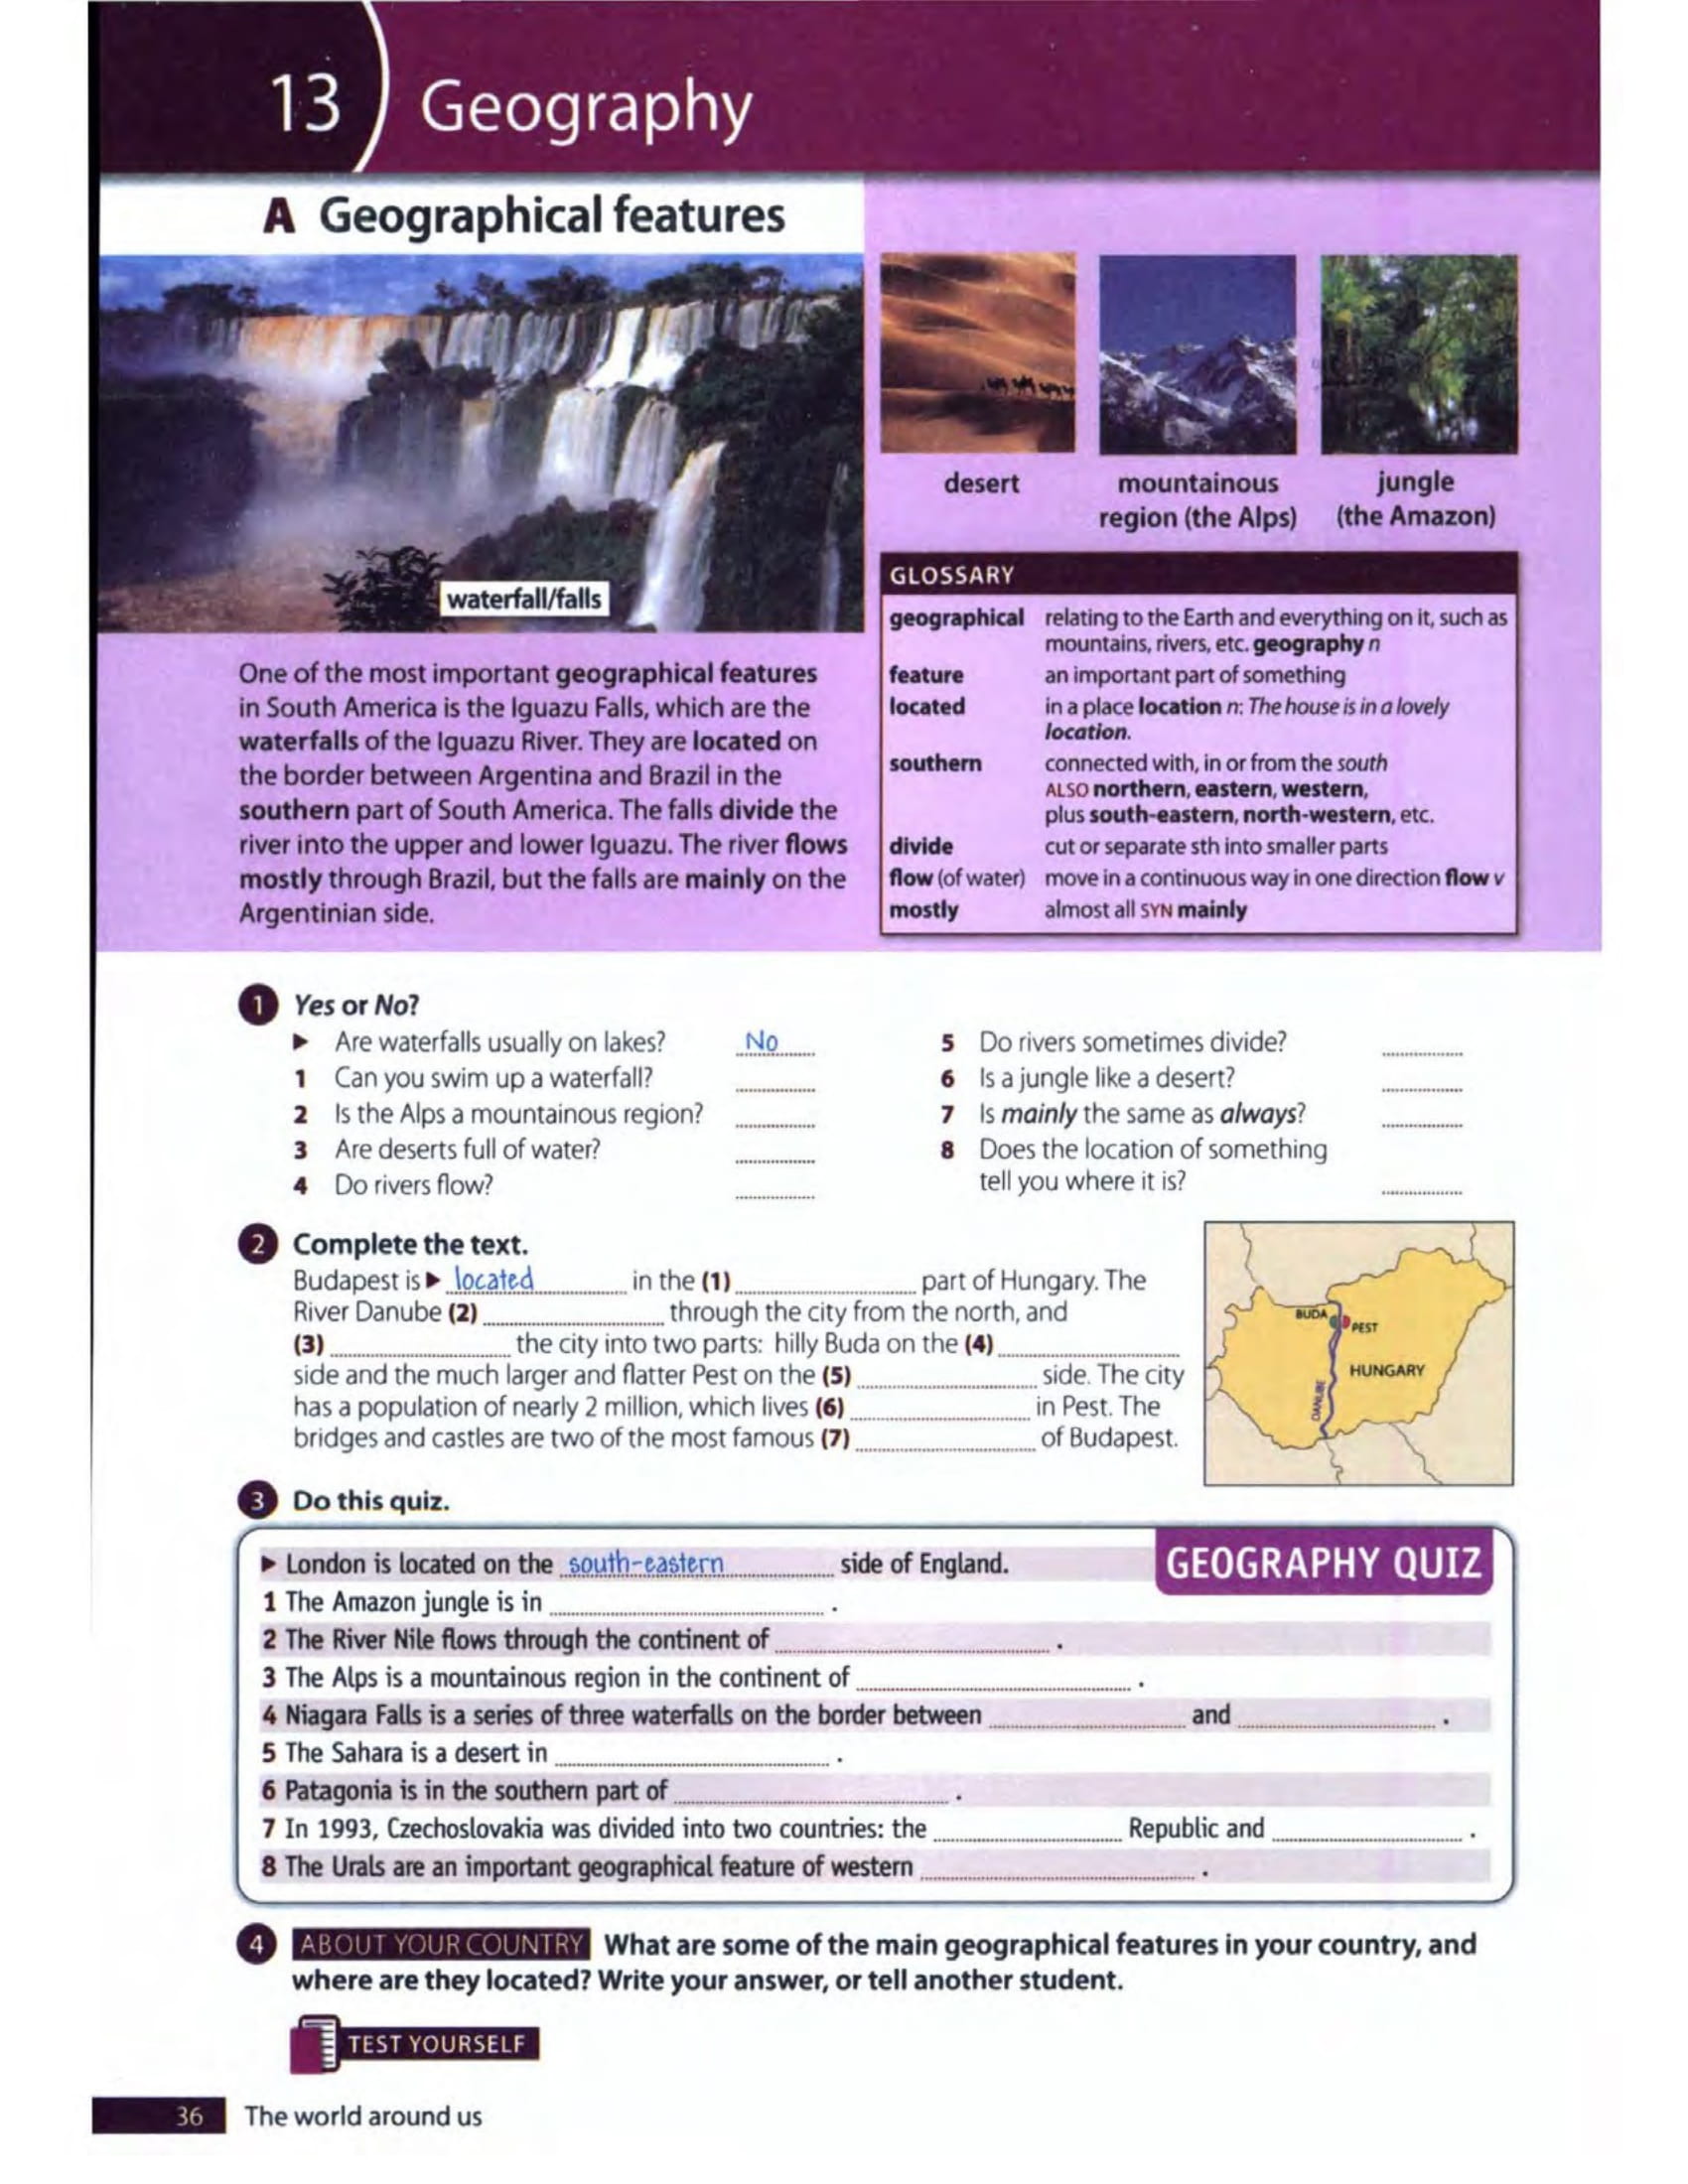 13 Geography
A Geographical features
waterfall/falls
desert
mountainous
region (the Alps)
jungle
(the Amazon)
One of the most important geographical features
in South America is the Iguazu Falls, which are the
waterfalls of the Iguazu River. They are located on
the border between Argentina and Brazil in the
southern part of South America. The falls divide the
river into the upper and lower Iguazu. The river flows
mostly through Brazil, but the falls are mainly on the
Argentinian side.
GLOSSARY
geographical relating to the Earth and everything on it, such as
mountains, rivers, etc. geography n
feature an important part of something
located in a place location n: The house is in a lovely
location.
southern connected with, in or from the south
ALSO northern, eastern, western,
plus south-eastern, north-western, etc.
divide cut or separate sth into smaller parts
flow (of water) move in a continuous way in one direction flow v
mostly almost all SYN mainly
1 Yes or No?
▶ Are waterfalls usually on lakes? No
1 Can you swim up a waterfall?
2 Is the Alps a mountainous region?
3 Are deserts full of water?
4 Do rivers flow?
5 Do rivers sometimes divide?
6 Is a jungle like a desert?
7 Is mainly the same as always?
8 Does the location of something
tell you where it is?
2 Complete the text.
Budapest is ▶ located in the (1) part of Hungary. The
River Danube (2) through the city from the north, and
(3) the city into two parts: hilly Buda on the (4)
side and the much larger and flatter Pest on the (5) side. The city
has a population of nearly 2 million, which lives (6) in Pest. The
bridges and castles are two of the most famous (7) of Budapest.
BUDA
PEST
HUNGARY
DANUBE
3 Do this quiz.
GEOGRAPHY QUIZ
▶ London is located on the south-eastern side of England.
1 The Amazon jungle is in .
2 The River Nile flows through the continent of .
3 The Alps is a mountainous region in the continent of .
4 Niagara Falls is a series of three waterfalls on the border between and .
5 The Sahara is a desert in .
6 Patagonia is in the southern part of .
7 In 1993, Czechoslovakia was divided into two countries: the Republic and .
8 The Urals are an important geographical feature of western .
4 ABOUT YOUR COUNTRY What are some of the main geographical features in your country, and
where are they located? Write your answer, or tell another student.
TEST YOURSELF
36 The world around us